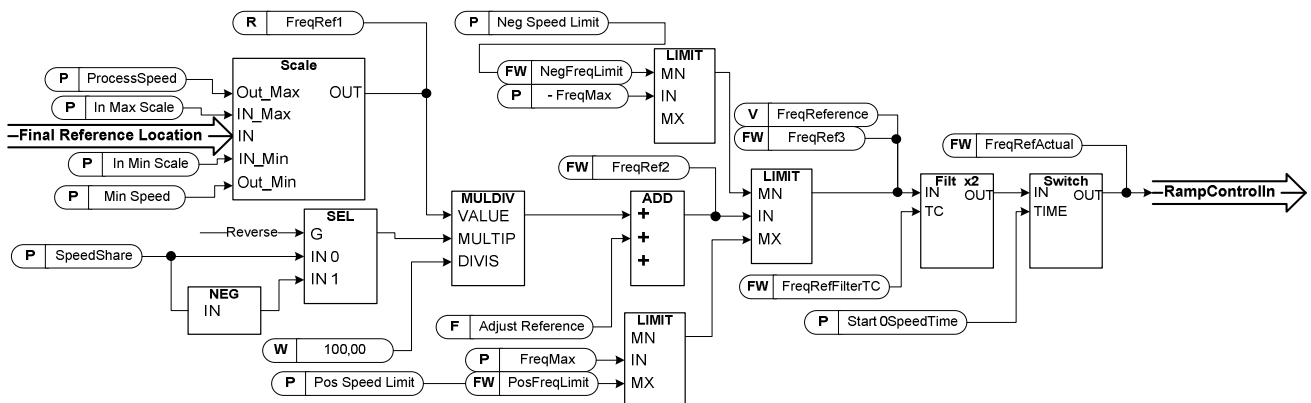 R FreqRef1
P Neg Speed Limit
Scale
LIMIT
P ProcessSpeed
Out_Max OUT
FW NegFreqLimit
MN
P In Max Scale
IN_Max
P - FreqMax
IN
Final Reference Location
IN
MX
V FreqReference
FW FreqRef3
FW FreqRefActual
P In Min Scale
IN_Min
FW FreqRef2
P Min Speed
Out_Min
LIMIT
Filt x2
Switch
MULDIV
ADD
MN
IN OUT
IN OUT
RampControlIn
SEL
VALUE
+
IN
TC
TIME
Reverse
G
MULTIP
+
MX
P SpeedShare
IN 0
DIVIS
+
IN 1
NEG
IN
FW FreqRefFilterTC
LIMIT
P Start 0SpeedTime
F Adjust Reference
MN
W 100,00
P FreqMax
IN
P Pos Speed Limit
FW PosFreqLimit
MX